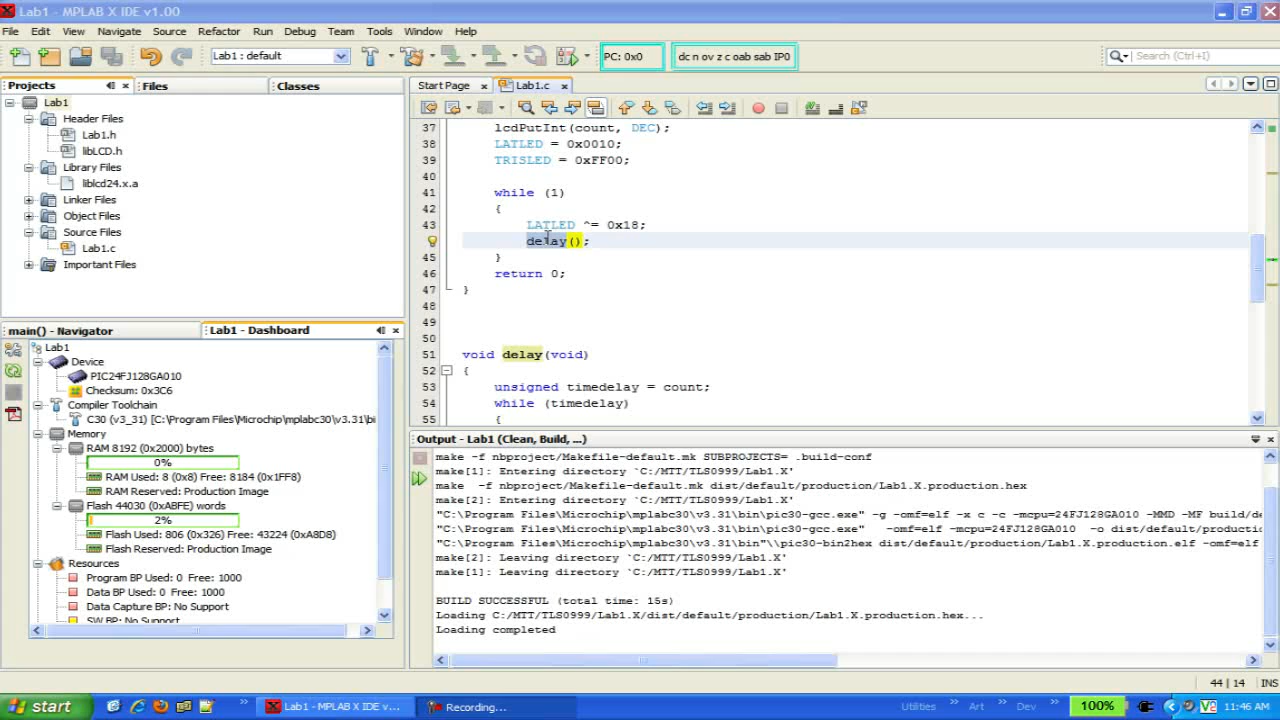 Lab1 - MPLAB X IDE v1.00
File Edit View Navigate Source Refactor Run Debug Team Tools Window Help
Lab1 : default
PC: 0x0
dc n ov z c oab sab IP0
Search (Ctrl+I)
Projects
Files
Classes
Lab1
Header Files
Lab1.h
libLCD.h
Library Files
liblcd24.x.a
Linker Files
Object Files
Source Files
Lab1.c
Important Files
Start Page
Lab1.c
37 lcdPutInt(count, DEC);
38 LATLED = 0x0010;
39 TRISLED = 0xFF00;
40
41 while (1)
42 {
43 LATLED ^= 0x18;
delay();
45 }
46 return 0;
47 }
48
49
50
51 void delay(void)
52 {
53 unsigned timedelay = count;
54 while (timedelay)
55 {
main() - Navigator
Lab1 - Dashboard
Lab1
Device
PIC24FJ128GA010
Checksum: 0x3C6
Compiler Toolchain
C30 (v3_31) [C:\Program Files\Microchip\mplabc30\v3.31\bi
Memory
RAM 8192 (0x2000) bytes
0%
RAM Used: 8 (0x8) Free: 8184 (0x1FF8)
RAM Reserved: Production Image
Flash 44030 (0xABFE) words
2%
Flash Used: 806 (0x326) Free: 43224 (0xA8D8)
Flash Reserved: Production Image
Resources
Program BP Used: 0 Free: 1000
Data BP Used: 0 Free: 1000
Data Capture BP: No Support
SW BP: No Support
Output - Lab1 (Clean, Build, ...)
make -f nbproject/Makefile-default.mk SUBPROJECTS= .build-conf
make[1]: Entering directory `C:/MTT/TLS0999/Lab1.X'
make  -f nbproject/Makefile-default.mk dist/default/production/Lab1.X.production.hex
make[2]: Entering directory `C:/MTT/TLS0999/Lab1.X'
"C:\Program Files\Microchip\mplabc30\v3.31\bin\pic30-gcc.exe"  -g -omf=elf -x c -c -mcpu=24FJ128GA010 -MMD -MF build/de
"C:\Program Files\Microchip\mplabc30\v3.31\bin\pic30-gcc.exe"   -omf=elf -mcpu=24FJ128GA010  -o dist/default/productio
"C:\Program Files\Microchip\mplabc30\v3.31\bin"\\pic30-bin2hex dist/default/production/Lab1.X.production.elf -omf=elf
make[2]: Leaving directory `C:/MTT/TLS0999/Lab1.X'
make[1]: Leaving directory `C:/MTT/TLS0999/Lab1.X'
BUILD SUCCESSFUL (total time: 15s)
Loading C:/MTT/TLS0999/Lab1.X/dist/default/production/Lab1.X.production.hex...
Loading completed
44 | 14 INS
start
Lab1 - MPLAB X IDE v...
Recording...
Utilities
Art
Dev
100%
11:46 AM